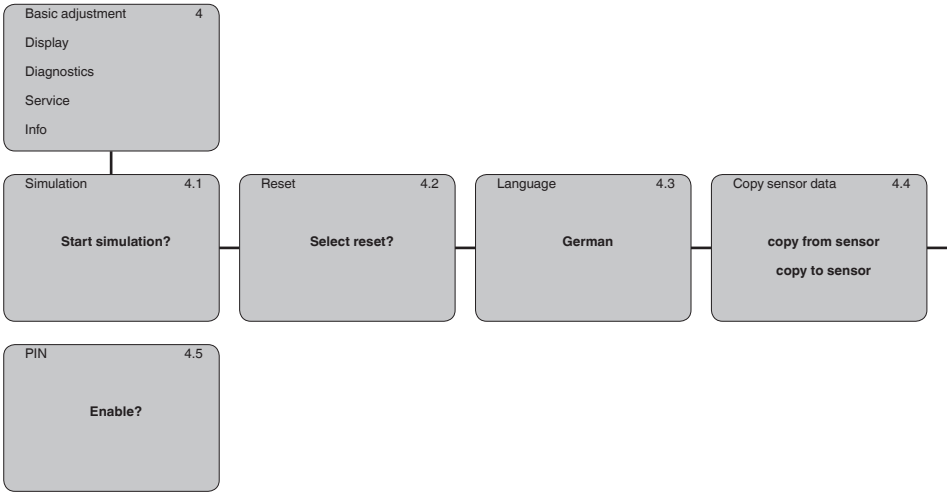 Basic adjustment 4
Display
Diagnostics
Service
Info
Simulation 4.1
Start simulation?
Reset 4.2
Select reset?
Language 4.3
German
Copy sensor data 4.4
copy from sensor
copy to sensor
PIN 4.5
Enable?